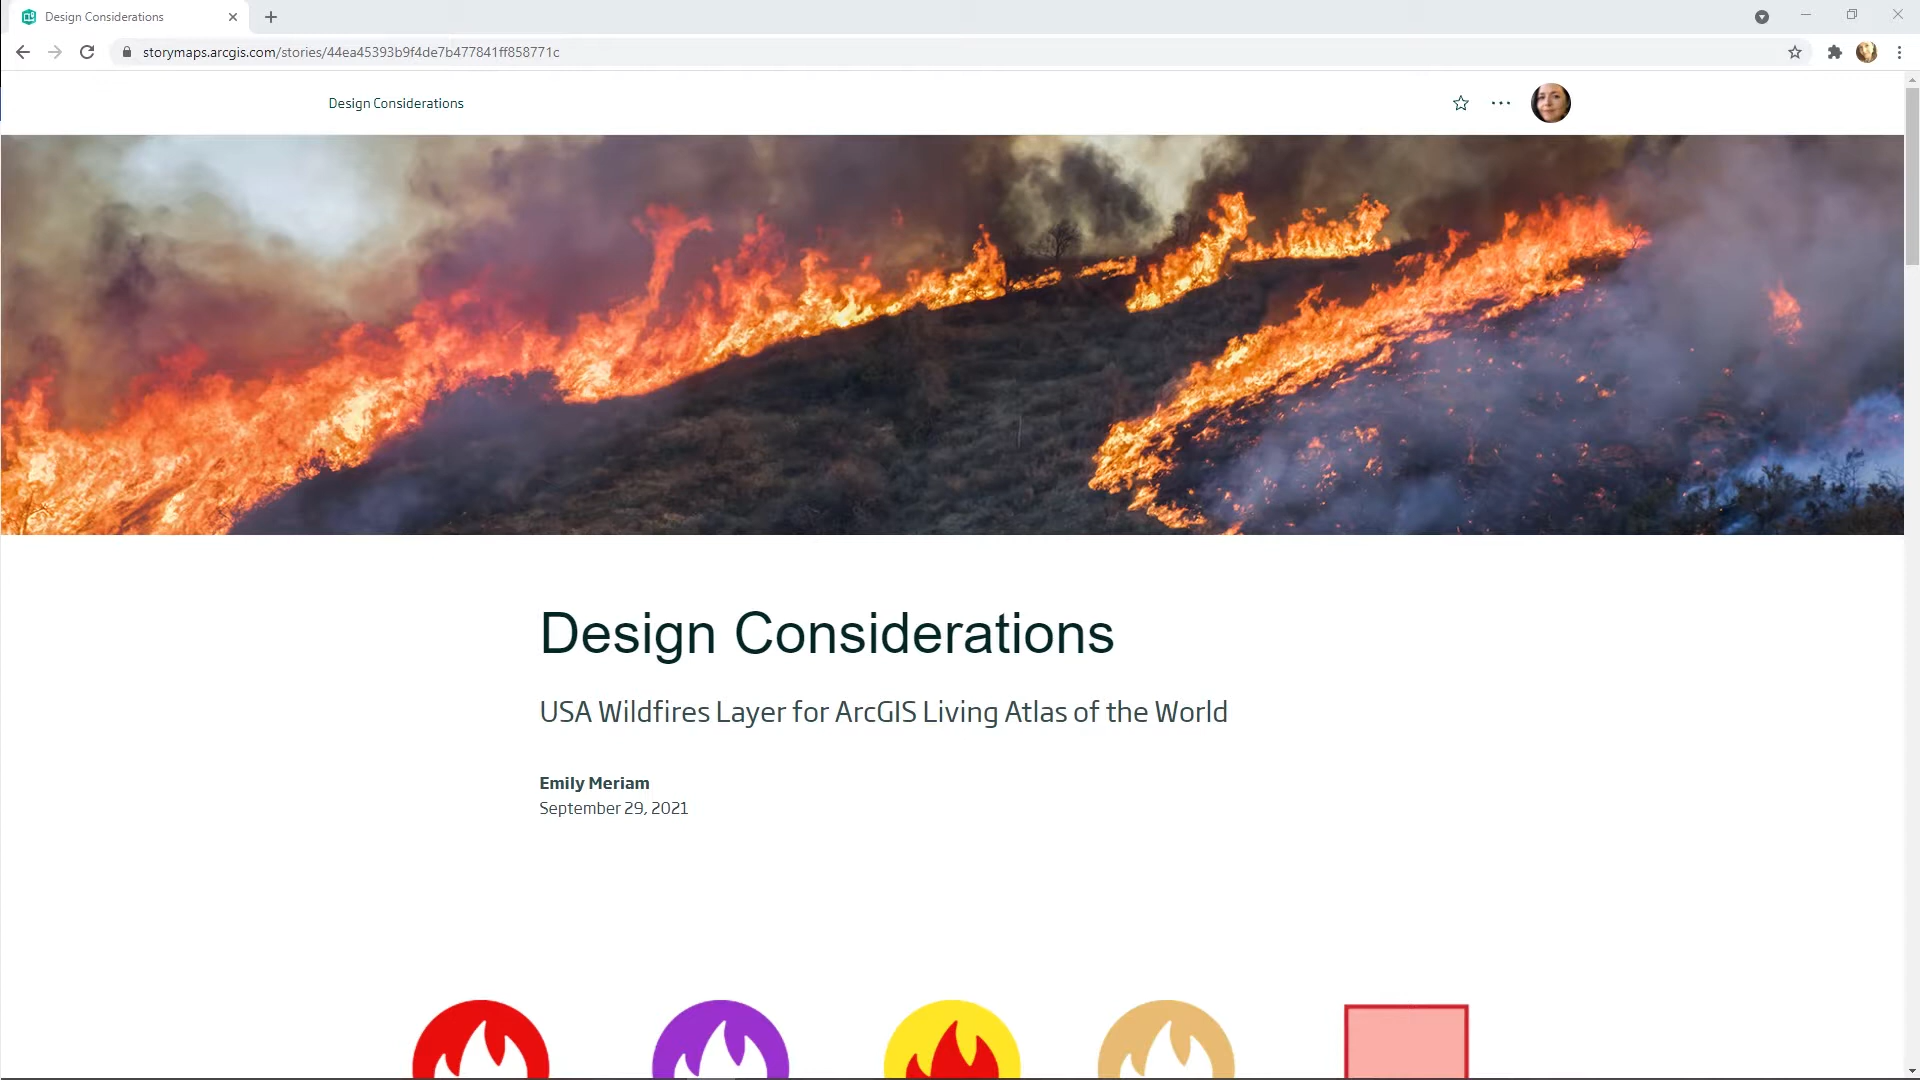 Design Considerations
storymaps.arcgis.com/stories/44ea45393b9f4de7b477841ff858771c
Design Considerations
Design Considerations
USA Wildfires Layer for ArcGIS Living Atlas of the World
Emily Meriam
September 29, 2021